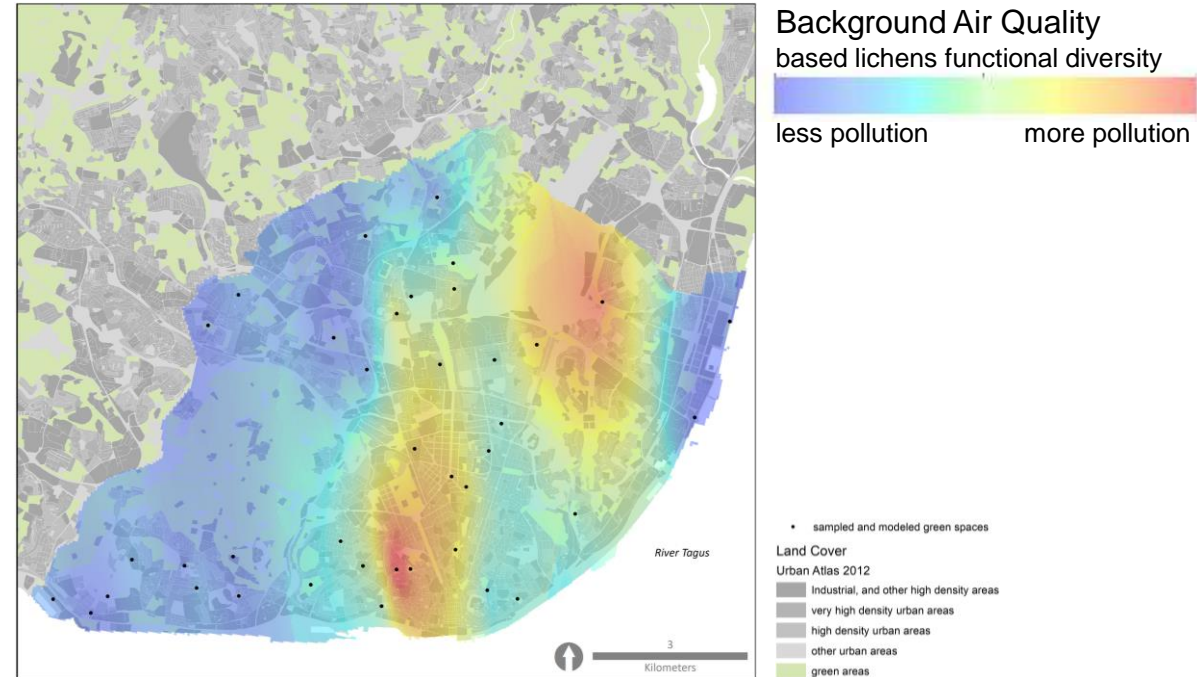 Background Air Quality
based lichens functional diversity
less pollution more pollution
River Tagus
3
Kilometers
sampled and modeled green spaces
Land Cover
Urban Atlas 2012
Industrial, and other high density areas
very high density urban areas
high density urban areas
other urban areas
green areas